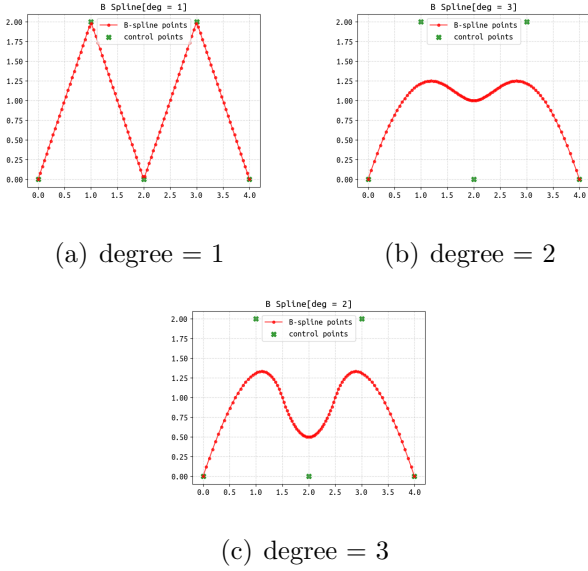 B Spline[deg = 1]
B-spline points
control points
2.00
1.75
1.50
1.25
1.00
0.75
0.50
0.25
0.00
0.0 0.5 1.0 1.5 2.0 2.5 3.0 3.5 4.0
(a) degree = 1
B Spline[deg = 3]
B-spline points
control points
2.00
1.75
1.50
1.25
1.00
0.75
0.50
0.25
0.00
0.0 0.5 1.0 1.5 2.0 2.5 3.0 3.5 4.0
(b) degree = 2
B Spline[deg = 2]
B-spline points
control points
2.00
1.75
1.50
1.25
1.00
0.75
0.50
0.25
0.00
0.0 0.5 1.0 1.5 2.0 2.5 3.0 3.5 4.0
(c) degree = 3